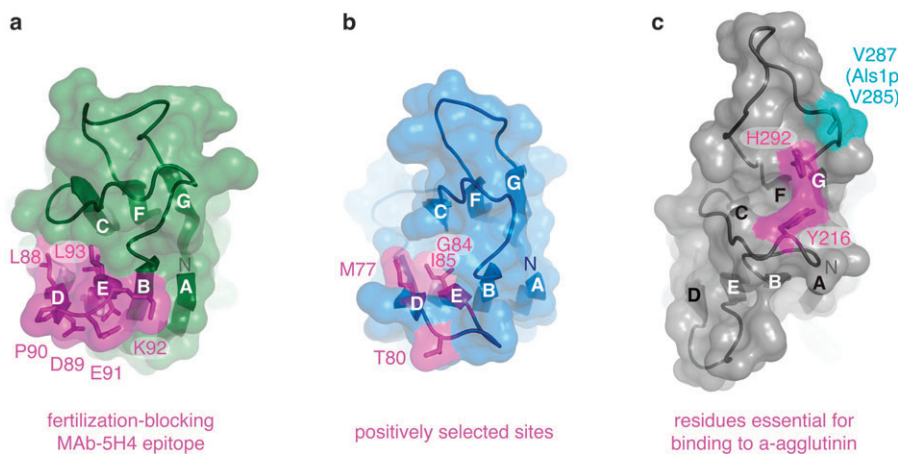 a
b
c
C
F
G
L88
L93
N
D
E
B
A
P90
D89
E91
K92
fertilization-blocking
MAb-5H4 epitope
C
F
G
G84
M77
I85
N
D
E
B
A
T80
positively selected sites
V287
(Als1p
V285)
H292
G
F
C
Y216
N
D
E
B
A
residues essential for
binding to a-agglutinin